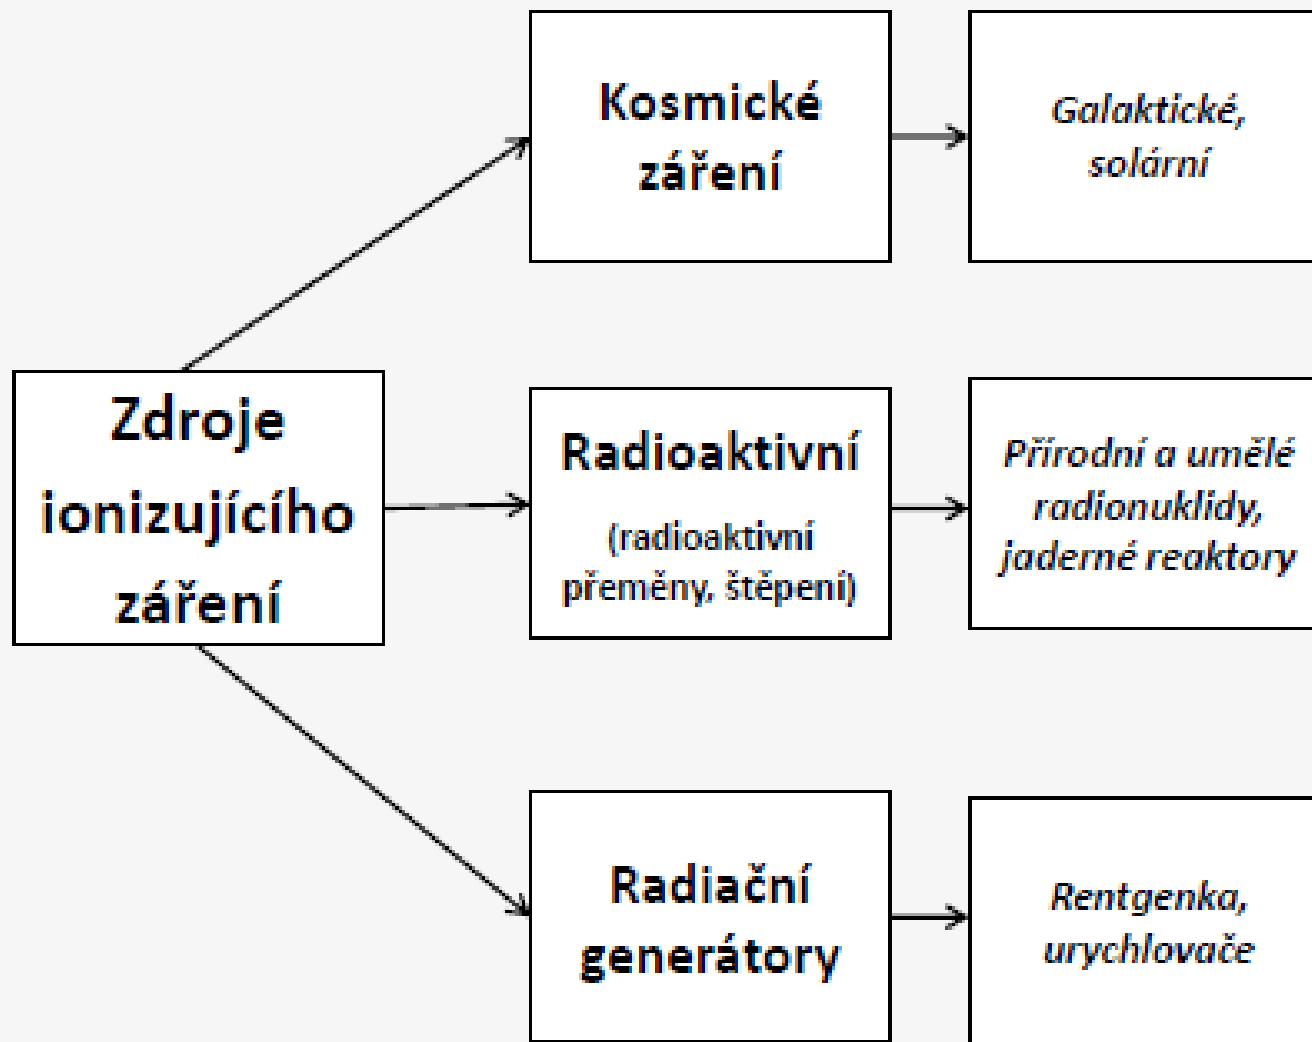 Kosmické
záření
Galaktické,
solární
Zdroje
ionizujícího
záření
Radioaktivní
(radioaktivní
přeměny, štěpení)
Přírodní a umělé
radionuklidy,
jaderné reaktory
Radiační
generátory
Rentgenka,
urychlovače